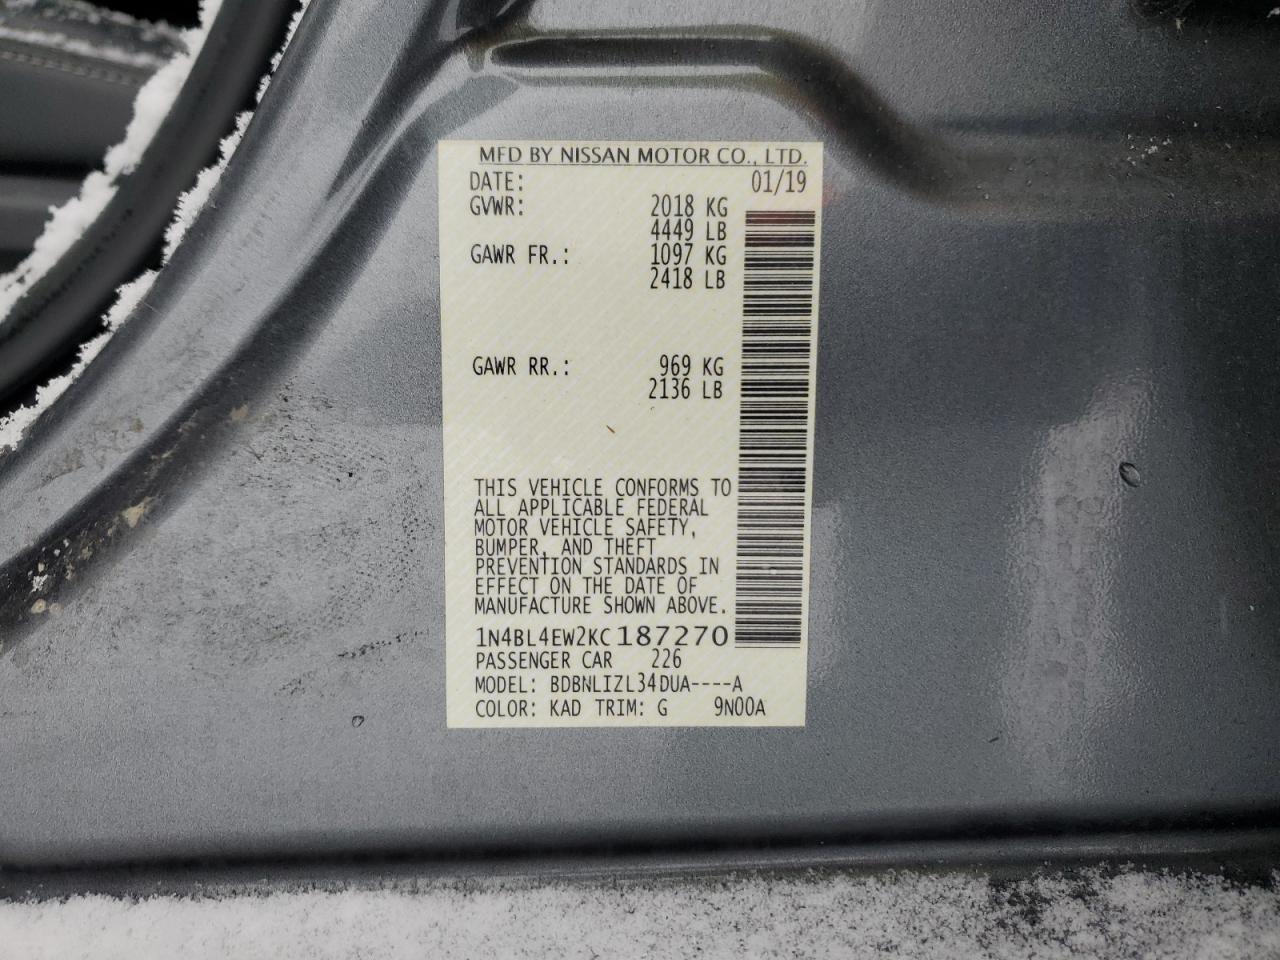 MFD BY NISSAN MOTOR CO., LTD.
DATE: 01/19
GVWR: 2018 KG
4449 LB
GAWR FR.: 1097 KG
2418 LB
GAWR RR.: 969 KG
2136 LB
THIS VEHICLE CONFORMS TO
ALL APPLICABLE FEDERAL
MOTOR VEHICLE SAFETY,
BUMPER, AND THEFT
PREVENTION STANDARDS IN
EFFECT ON THE DATE OF
MANUFACTURE SHOWN ABOVE.
1N4BL4EW2KC187270
PASSENGER CAR 226
MODEL: BDBNLIZL34DUA----A
COLOR: KAD TRIM: G 9N00A